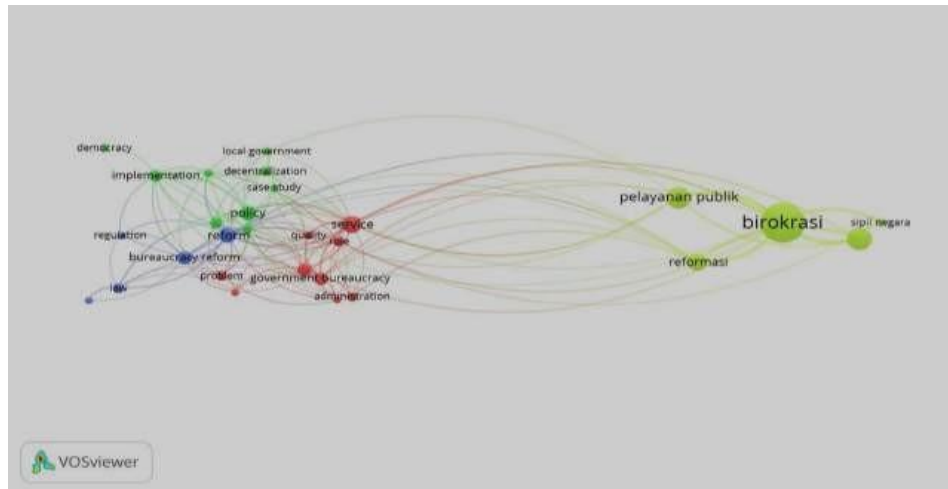 democracy
local government
implementation
decentralization
case study
pelayanan publik
policy
birokrasi
sipil negara
service
regulation
reform
quality
role
bureaucracy reform
reformasi
problem
government bureaucracy
law
administration
VOSviewer